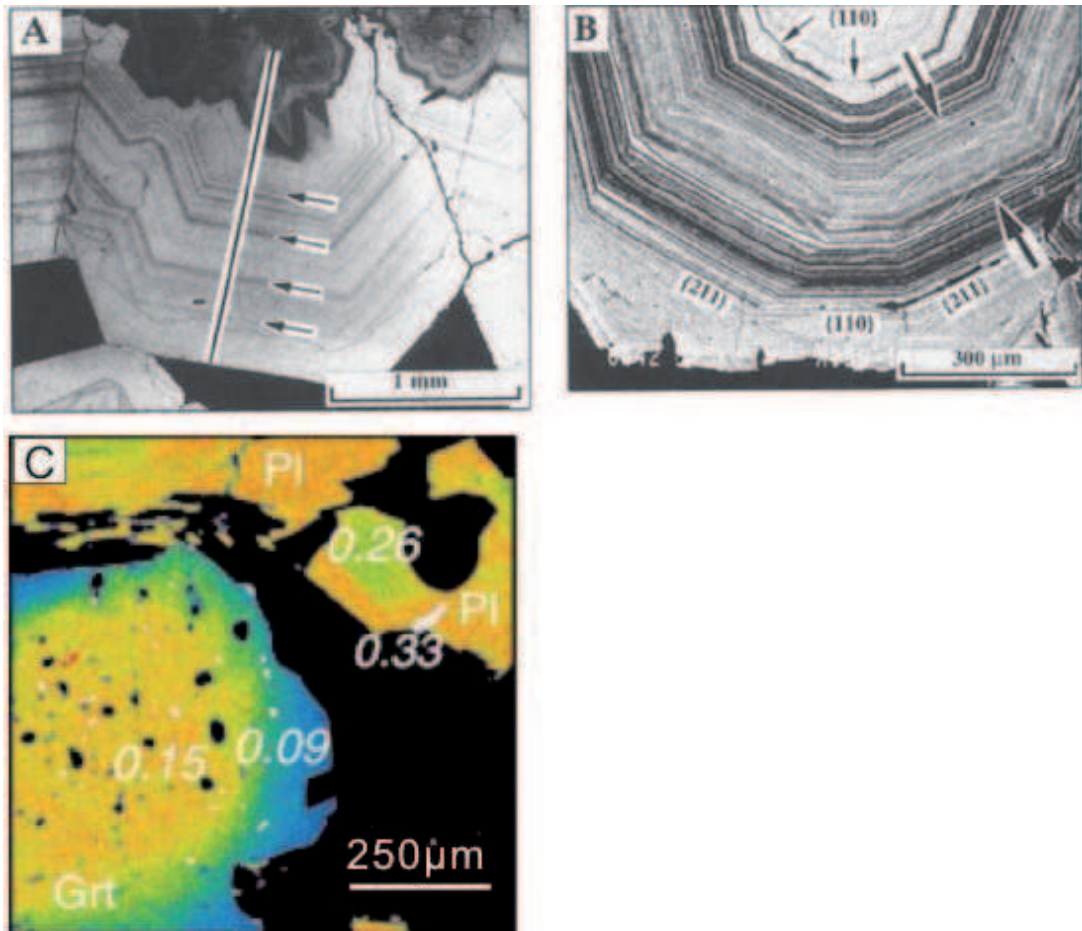 A
1 mm
B
{110}
{211}
{110}
{211}
300 µm
C
Pl
0.26
Pl
0.33
0.15
0.09
250µm
Grt